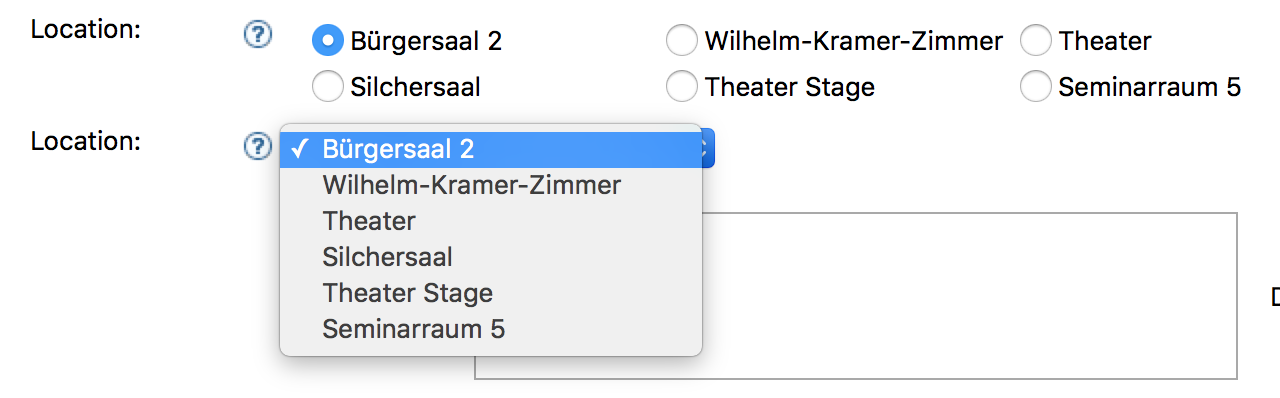 Location: ? Bürgersaal 2 Wilhelm-Kramer-Zimmer Theater
Silchersaal Theater Stage Seminarraum 5
Location: ? ✓ Bürgersaal 2
Wilhelm-Kramer-Zimmer
Theater
Silchersaal
Theater Stage
Seminarraum 5